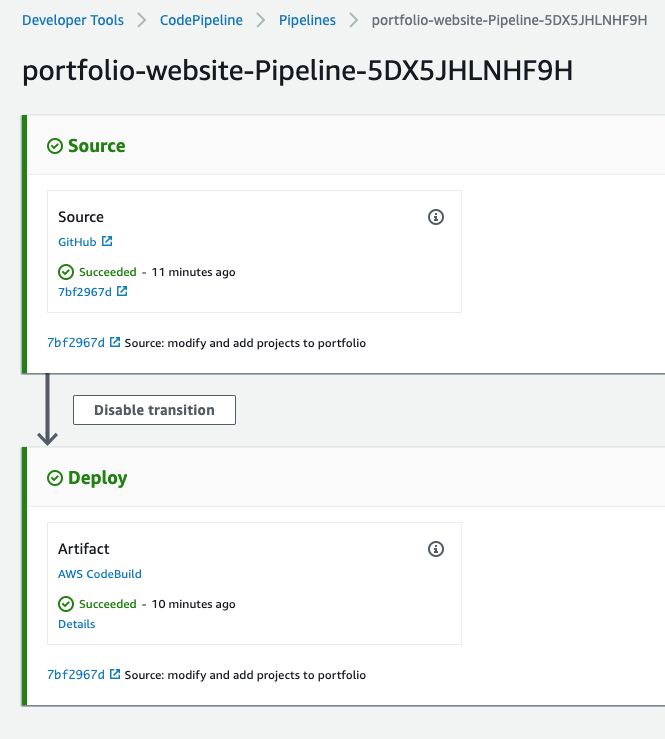 Developer Tools > CodePipeline > Pipelines > portfolio-website-Pipeline-5DX5JHLNHF9H
portfolio-website-Pipeline-5DX5JHLNHF9H
Source
Source
GitHub
Succeeded - 11 minutes ago
7bf2967d
7bf2967d Source: modify and add projects to portfolio
Disable transition
Deploy
Artifact
AWS CodeBuild
Succeeded - 10 minutes ago
Details
7bf2967d Source: modify and add projects to portfolio